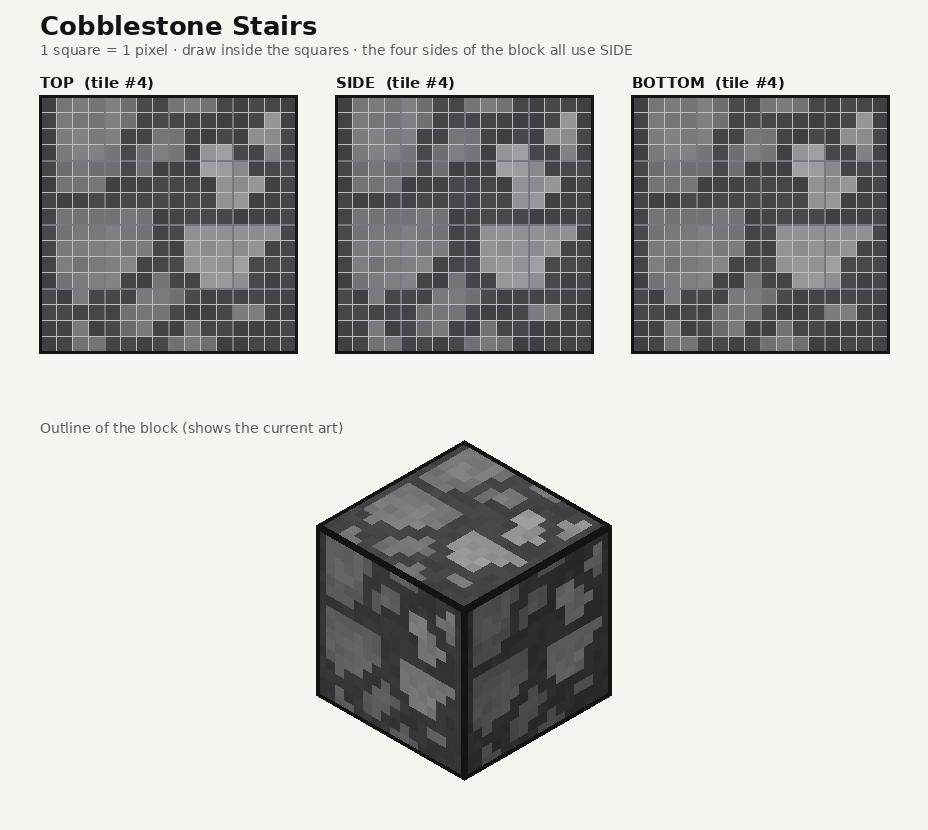 Cobblestone Stairs
1 square = 1 pixel · draw inside the squares · the four sides of the block all use SIDE
TOP (tile #4)
SIDE (tile #4)
BOTTOM (tile #4)
Outline of the block (shows the current art)